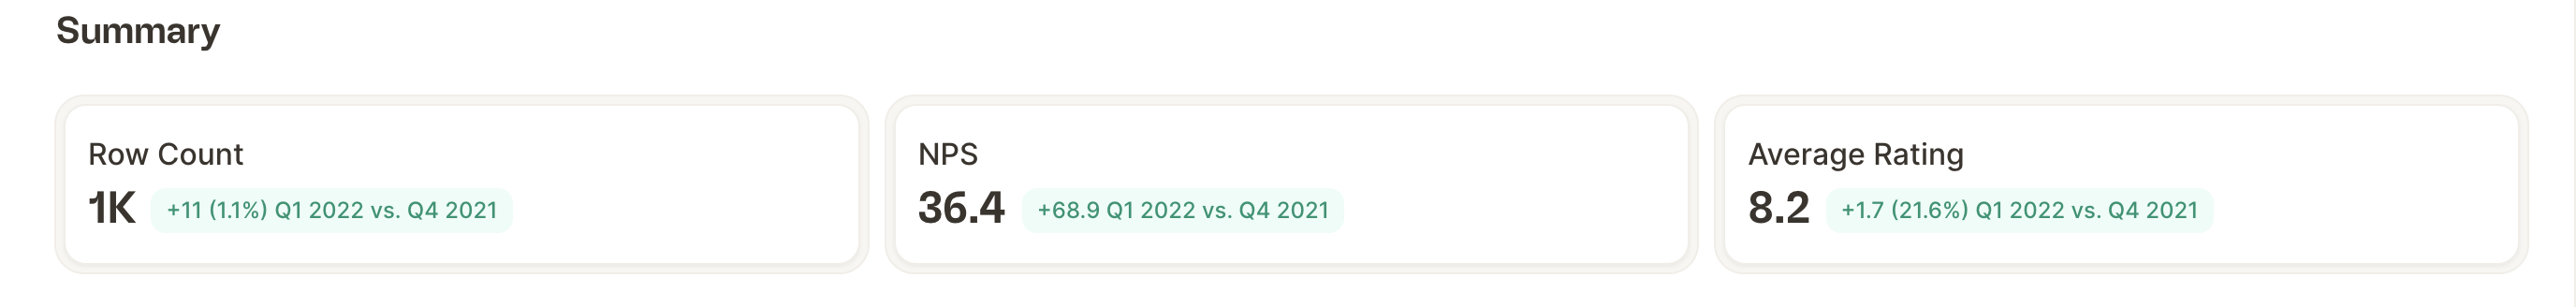 Summary
Row Count
1K +11 (1.1%) Q1 2022 vs. Q4 2021
NPS
36.4 +68.9 Q1 2022 vs. Q4 2021
Average Rating
8.2 +1.7 (21.6%) Q1 2022 vs. Q4 2021